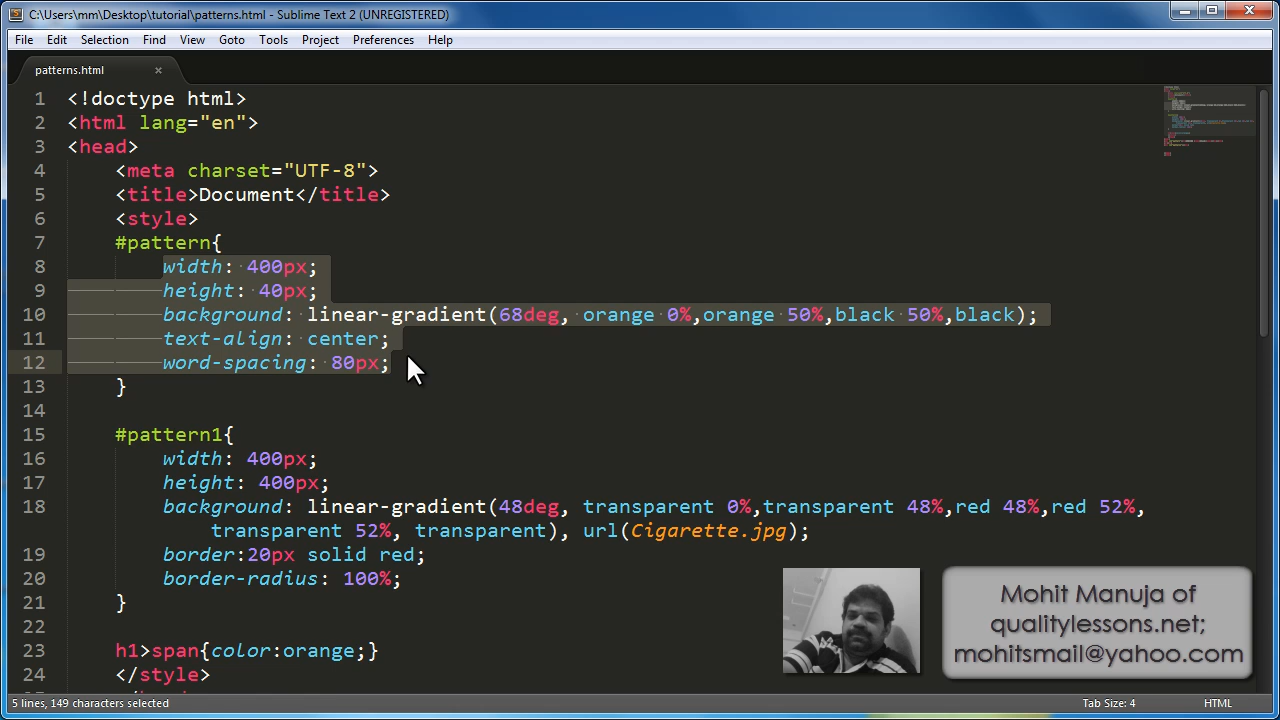 C:\Users\mm\Desktop\tutorial\patterns.html - Sublime Text 2 (UNREGISTERED)
File Edit Selection Find View Goto Tools Project Preferences Help
patterns.html ×
1 <!doctype html>
2 <html lang="en">
3 <head>
4 <meta charset="UTF-8">
5 <title>Document</title>
6 <style>
7 #pattern{
8 width: 400px;
9 height: 40px;
10 background: linear-gradient(68deg, orange 0%,orange 50%,black 50%,black);
11 text-align: center;
12 word-spacing: 80px;
13 }
14
15 #pattern1{
16 width: 400px;
17 height: 400px;
18 background: linear-gradient(48deg, transparent 0%,transparent 48%,red 48%,red 52%,
transparent 52%, transparent), url(Cigarette.jpg);
19 border:20px solid red;
20 border-radius: 100%;
21 }
22
23 h1>span{color:orange;}
24 </style>
Mohit Manuja of
qualitylessons.net;
mohitsmail@yahoo.com
5 lines, 149 characters selected
Tab Size: 4
HTML